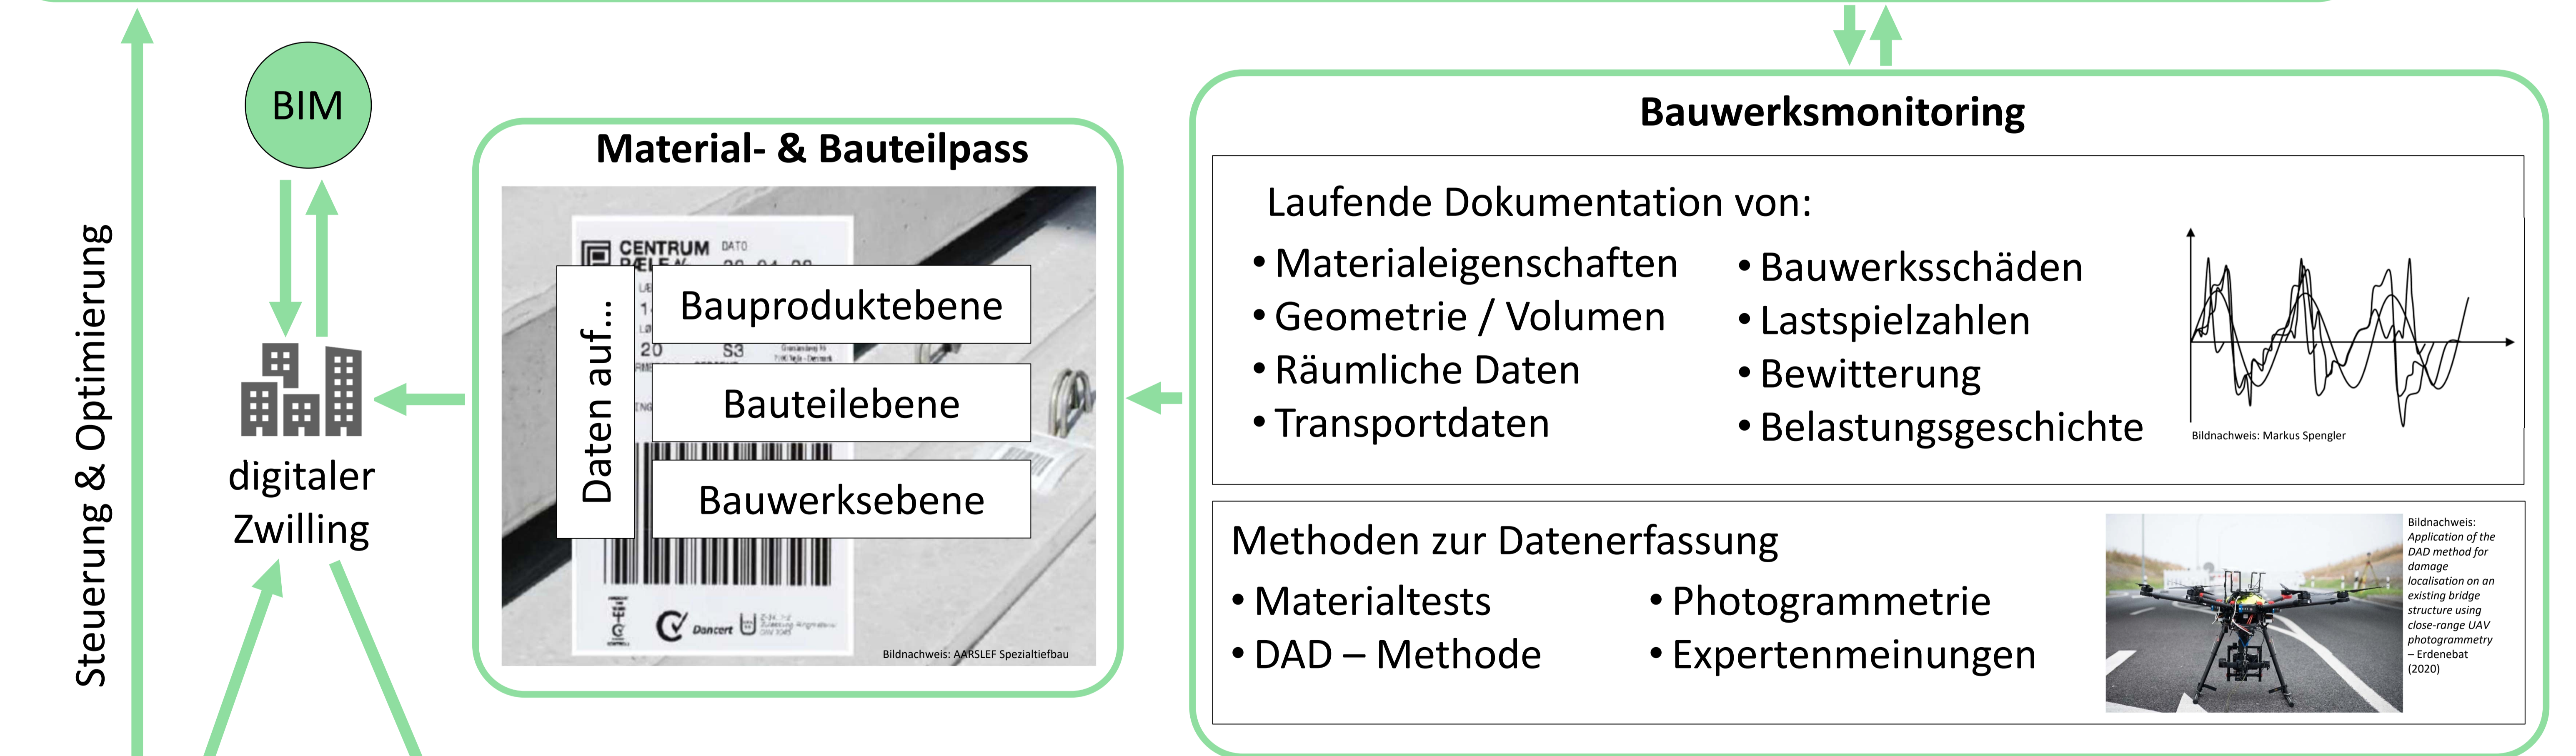 Steuerung & Optimierung
BIM
digitaler
Zwilling
Material- & Bauteilpass
CENTRUM
DATO
Daten auf...
Bauproduktebene
20
S3
Bauteilebene
Bauwerksebene
Dancert
Bildnachweis: AARSLEF Spezialtiefbau
Bauwerksmonitoring
Laufende Dokumentation von:
• Materialeigenschaften
• Geometrie / Volumen
• Räumliche Daten
• Transportdaten
• Bauwerksschäden
• Lastspielzahlen
• Bewitterung
• Belastungsgeschichte
Bildnachweis: Markus Spengler
Methoden zur Datenerfassung
• Materialtests
• DAD – Methode
• Photogrammetrie
• Expertenmeinungen
Bildnachweis:
Application of the
DAD method for
damage
localisation on an
existing bridge
structure using
close-range UAV
photogrammetry
– Erdenebat
(2020)